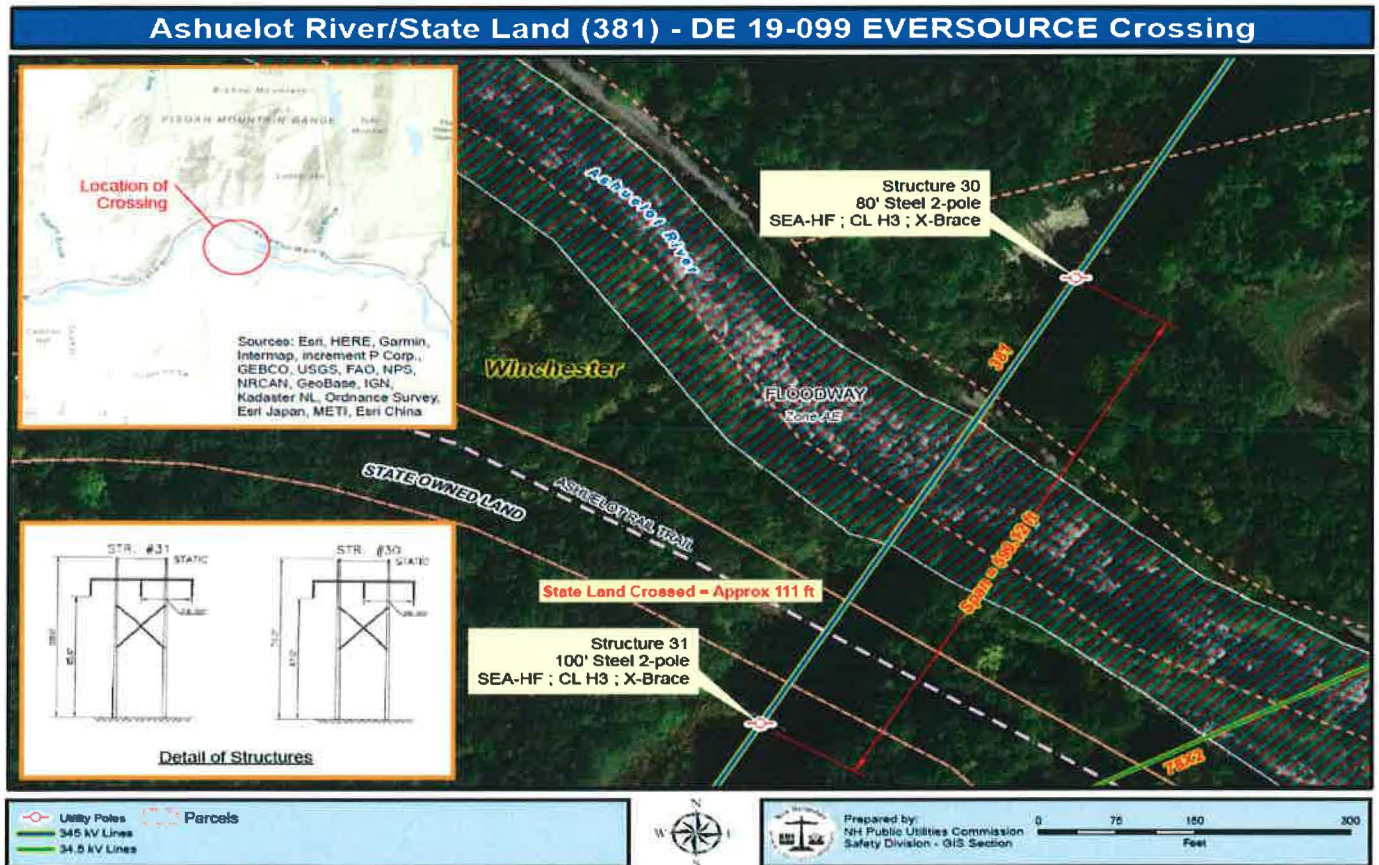 Ashuelot River/State Land (381) - DE 19-099 EVERSOURCE Crossing
PISGAH MOUNTAIN RANGE
Location of
Crossing
Sources: Esri, HERE, Garmin,
Intermap, increment P Corp.,
GEBCO, USGS, FAO, NPS,
NRCAN, GeoBase, IGN,
Kadaster NL, Ordnance Survey,
Esri Japan, METI, Esri China
Ashuelot River
Structure 30
80' Steel 2-pole
SEA-HF ; CL H3 ; X-Brace
381
Winchester
FLOODWAY
Zone AE
STATE OWNED LAND
ASHUELOT RAIL TRAIL
State Land Crossed = Approx 111 ft
Structure 31
100' Steel 2-pole
SEA-HF ; CL H3 ; X-Brace
78X2
STR. #31
STATIC
STR. #30
STATIC
Detail of Structures
Utility Poles
Parcels
345 kV Lines
34.5 kV Lines
N
W
E
S
Prepared by:
NH Public Utilities Commission
Safety Division - GIS Section
0 75 150 300
Feet